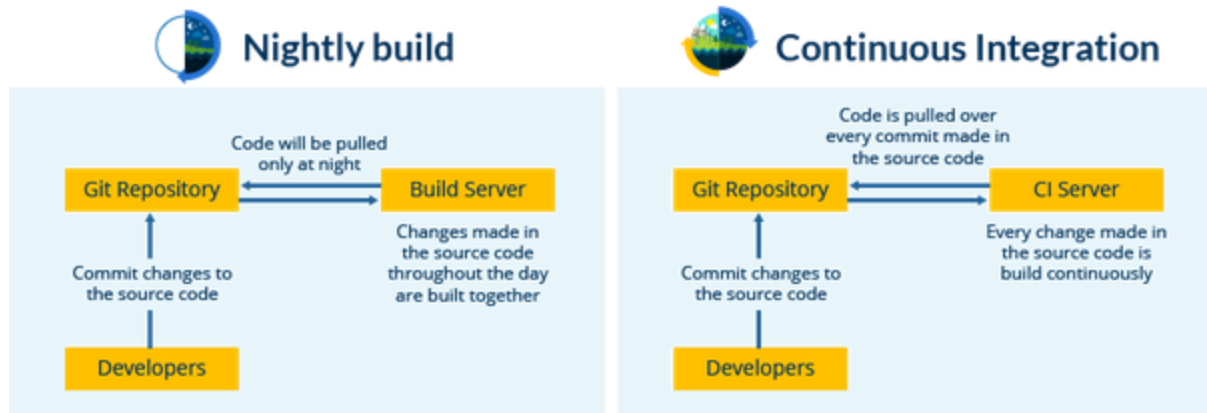 Nightly build
Code will be pulled
only at night
Git Repository
Build Server
Changes made in
the source code
throughout the day
are built together
Commit changes to
the source code
Developers
Continuous Integration
Code is pulled over
every commit made in
the source code
Git Repository
CI Server
Every change made in
the source code is
build continuously
Commit changes to
the source code
Developers